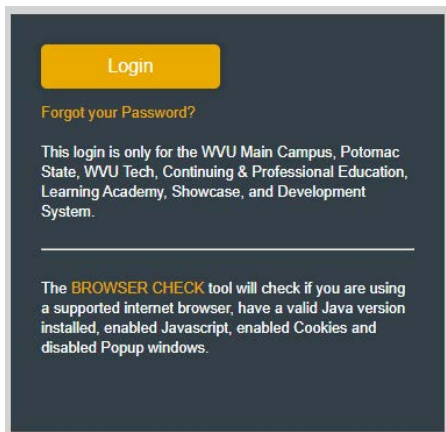 Login
Forgot your Password?
This login is only for the WVU Main Campus, Potomac
State, WVU Tech, Continuing & Professional Education,
Learning Academy, Showcase, and Development
System.
The BROWSER CHECK tool will check if you are using
a supported internet browser, have a valid Java version
installed, enabled Javascript, enabled Cookies and
disabled Popup windows.